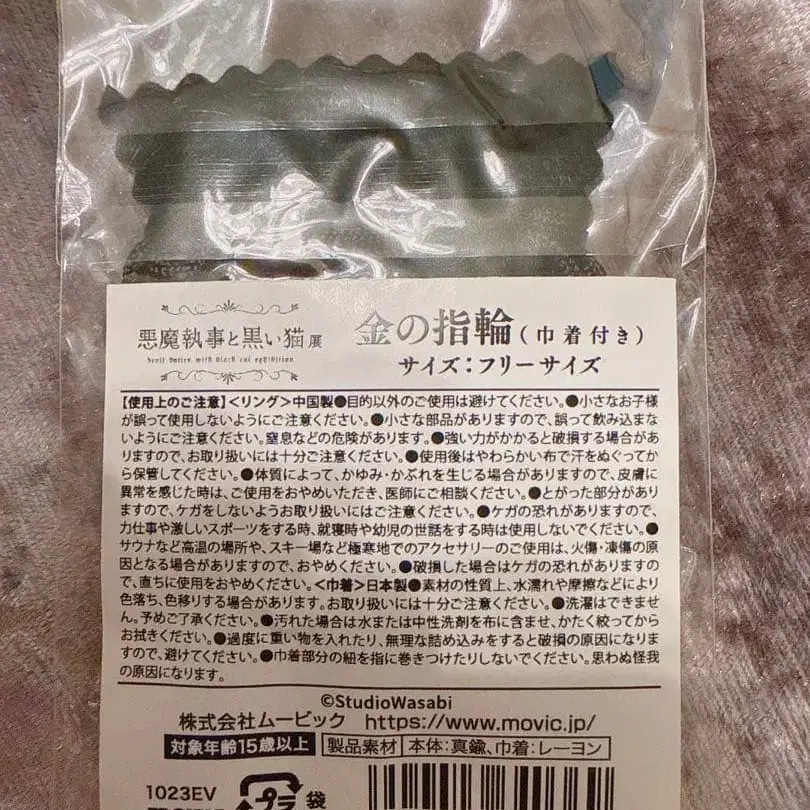 悪魔執事と黒い猫展
Devil Butler with Black cat exhibition
金の指輪(巾着付き)
サイズ:フリーサイズ
【使用上のご注意】<リング>中国製●目的以外のご使用は避けてください。●小さなお子様
が誤って使用しないようにご注意ください。●小さな部品がありますので、誤って飲み込まな
いようにご注意ください。窒息などの危険があります。●強い力がかかると破損する場合があ
りますので、お取り扱いには十分ご注意ください。●使用後はやわらかい布で汗をぬぐってか
ら保管してください。●体質によって、かゆみ・かぶれを生じる場合がありますので、皮膚に
異常を感じた時は、ご使用をおやめいただき、医師にご相談ください。●とがった部分があり
ますので、ケガをしないようお取り扱いにはご注意ください。●ケガの恐れがありますので、
力仕事や激しいスポーツをする時、就寝時や幼児の世話をする時は使用しないでください。●
サウナなど高温の場所や、スキー場など極寒地でのアクセサリーのご使用は、火傷・凍傷の原
因となる場合がありますので、おやめください。●破損した場合はケガの恐れがありますの
で、直ちに使用をおやめください。<巾着>日本製●素材の性質上、水濡れや摩擦などにより
色落ち、色移りする場合があります。お取り扱いには十分ご注意ください。●洗濯はできませ
ん。予めご了承ください。●汚れた場合は水または中性洗剤を布に含ませ、かたく絞ってから
お拭きください。●過度に重い物を入れたり、無理な詰め込みをすると破損の原因になりま
すので、避けてください。●巾着部分の紐を指に巻きつけたりしないでください。思わぬ怪我
の原因になります。
©StudioWasabi
株式会社ムービック https://www.movic.jp/
対象年齢15歳以上 製品素材 本体:真鍮、巾着:レーヨン
1023EV
プラ 袋